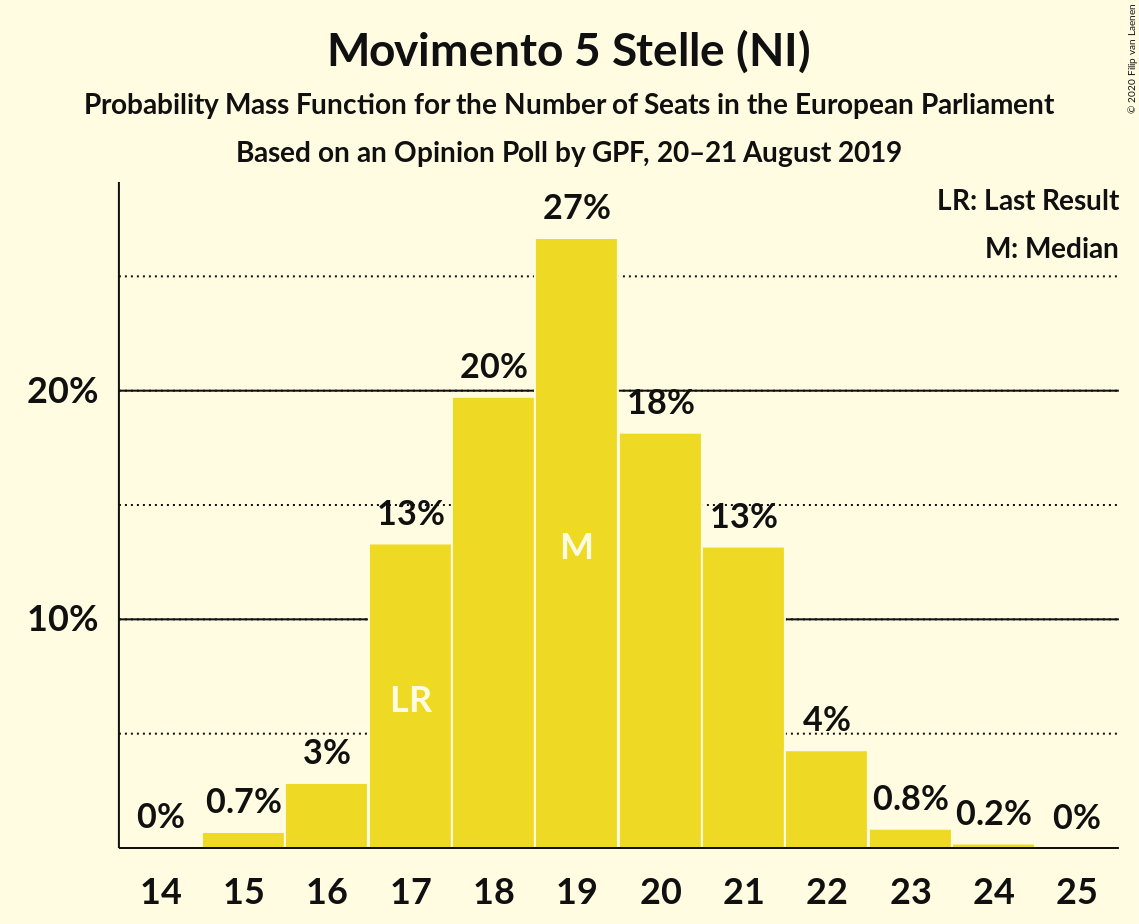 Movimento 5 Stelle (NI)
Probability Mass Function for the Number of Seats in the European Parliament
Based on an Opinion Poll by GPF, 20–21 August 2019
© 2020 Filip van Laenen
LR: Last Result
M: Median
27%
20%
20%
18%
13%
13%
M
10%
LR
4%
3%
0.7%
0.8%
0.2%
0%
0%
14 15 16 17 18 19 20 21 22 23 24 25